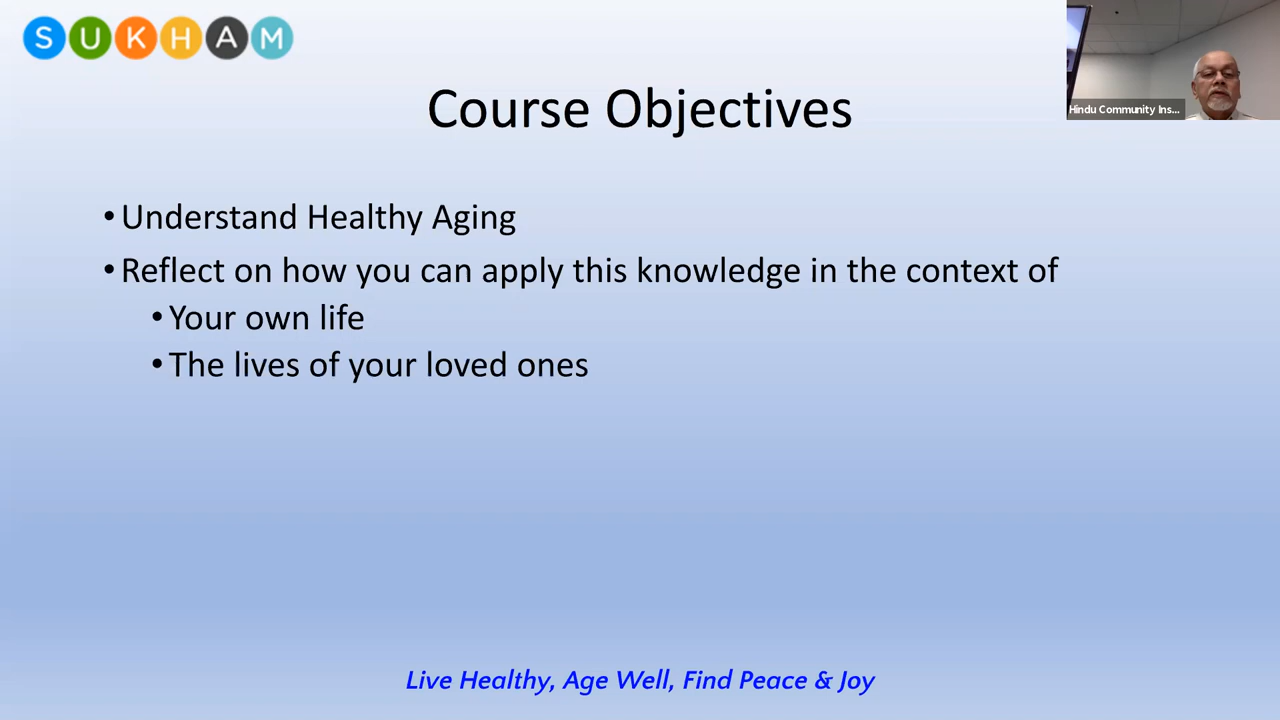 SUKHAM
Hindu Community Ins...
Course Objectives
• Understand Healthy Aging
• Reflect on how you can apply this knowledge in the context of
• Your own life
• The lives of your loved ones
Live Healthy, Age Well, Find Peace & Joy